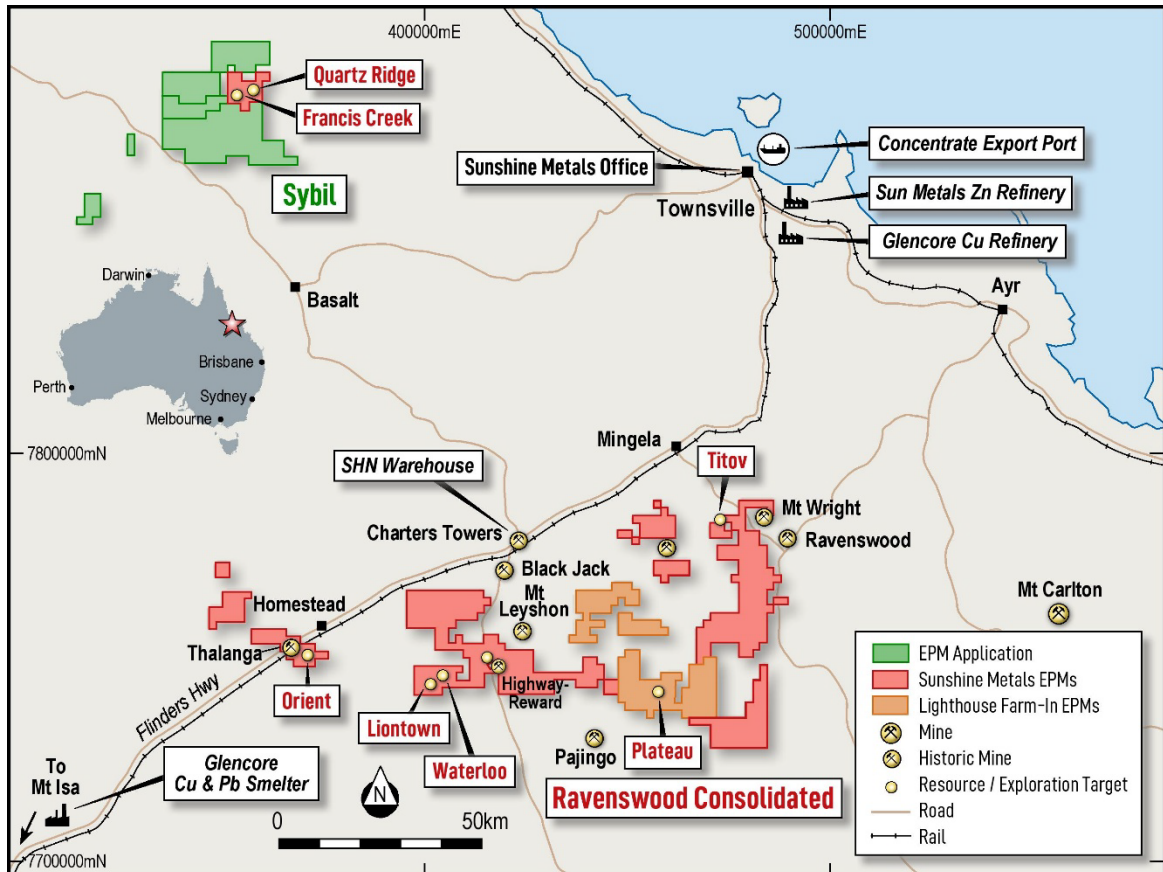 400000mE
500000mE
Quartz Ridge
Francis Creek
Sybil
Sunshine Metals Office
Townsville
Concentrate Export Port
Sun Metals Zn Refinery
Glencore Cu Refinery
Ayr
Basalt
Darwin
Brisbane
Perth
Sydney
Melbourne
7800000mN
Mingela
SHN Warehouse
Titov
Mt Wright
Ravenswood
Charters Towers
Black Jack
Mt
Leyshon
Mt Carlton
Homestead
Thalanga
Orient
Flinders Hwy
Highway-
Reward
Liontown
Waterloo
Pajingo
Plateau
Ravenswood Consolidated
To
Mt Isa
Glencore
Cu & Pb Smelter
N
0
50km
7700000mN
EPM Application
Sunshine Metals EPMs
Lighthouse Farm-In EPMs
Mine
Historic Mine
Resource / Exploration Target
Road
Rail